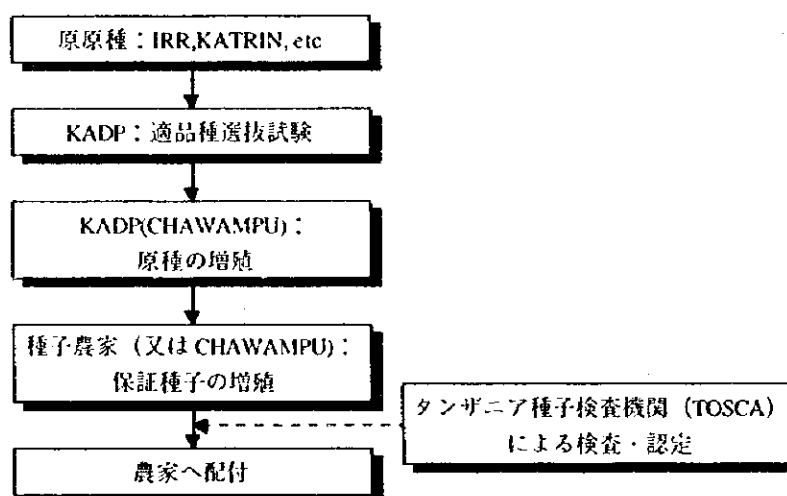 原原種：IRR,KATRIN, etc
KADP：適品種選抜試験
KADP(CHAWAMPU)：
原種の増殖
種子農家（又は CHAWAMPU)：
保証種子の増殖
タンザニア種子検査機関（TOSCA）
による検査・認定
農家へ配付